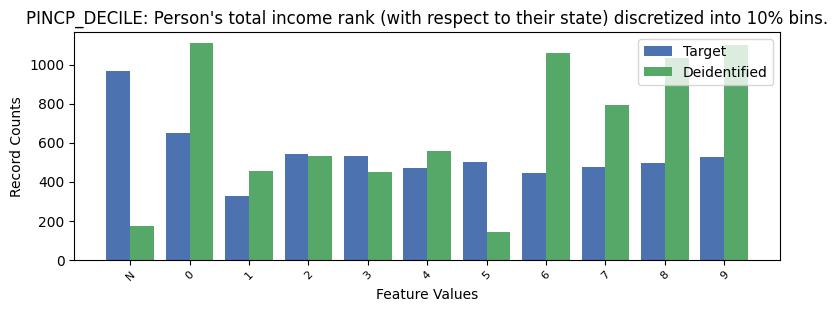 PINCP_DECILE: Person's total income rank (with respect to their state) discretized into 10% bins.
Target
Deidentified
Record Counts
1000
800
600
400
200
0
N 0 1 2 3 4 5 6 7 8 9
Feature Values